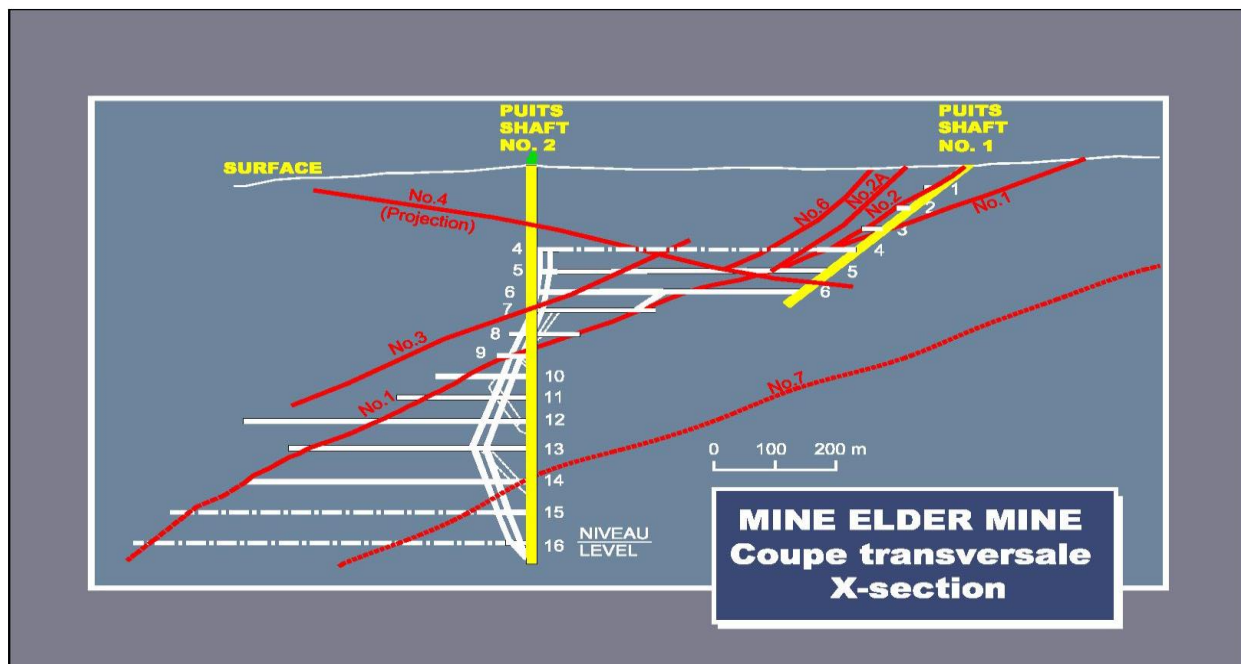 PUITS
SHAFT
NO. 2
PUITS
SHAFT
NO. 1
SURFACE
No.4
(Projection)
No.6
No.2A
No.2
No.1
1
2
3
4
5
6
4
5
6
7
8
9
10
11
12
13
14
15
16
NIVEAU
LEVEL
No.3
No.1
No.7
0 100 200 m
MINE ELDER MINE
Coupe transversale
X-section